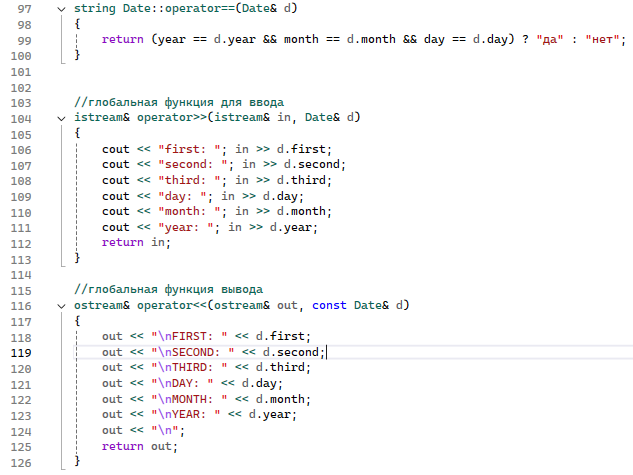 97 string Date::operator==(Date& d)
98 {
99 return (year == d.year && month == d.month && day == d.day) ? "да" : "нет";
100 }
101
102
103 //глобальная функция для ввода
104 istream& operator>>(istream& in, Date& d)
105 {
106 cout << "first: "; in >> d.first;
107 cout << "second: "; in >> d.second;
108 cout << "third: "; in >> d.third;
109 cout << "day: "; in >> d.day;
110 cout << "month: "; in >> d.month;
111 cout << "year: "; in >> d.year;
112 return in;
113 }
114
115 //глобальная функция вывода
116 ostream& operator<<(ostream& out, const Date& d)
117 {
118 out << "\nFIRST: " << d.first;
119 out << "\nSECOND: " << d.second;
120 out << "\nTHIRD: " << d.third;
121 out << "\nDAY: " << d.day;
122 out << "\nMONTH: " << d.month;
123 out << "\nYEAR: " << d.year;
124 out << "\n";
125 return out;
126 }